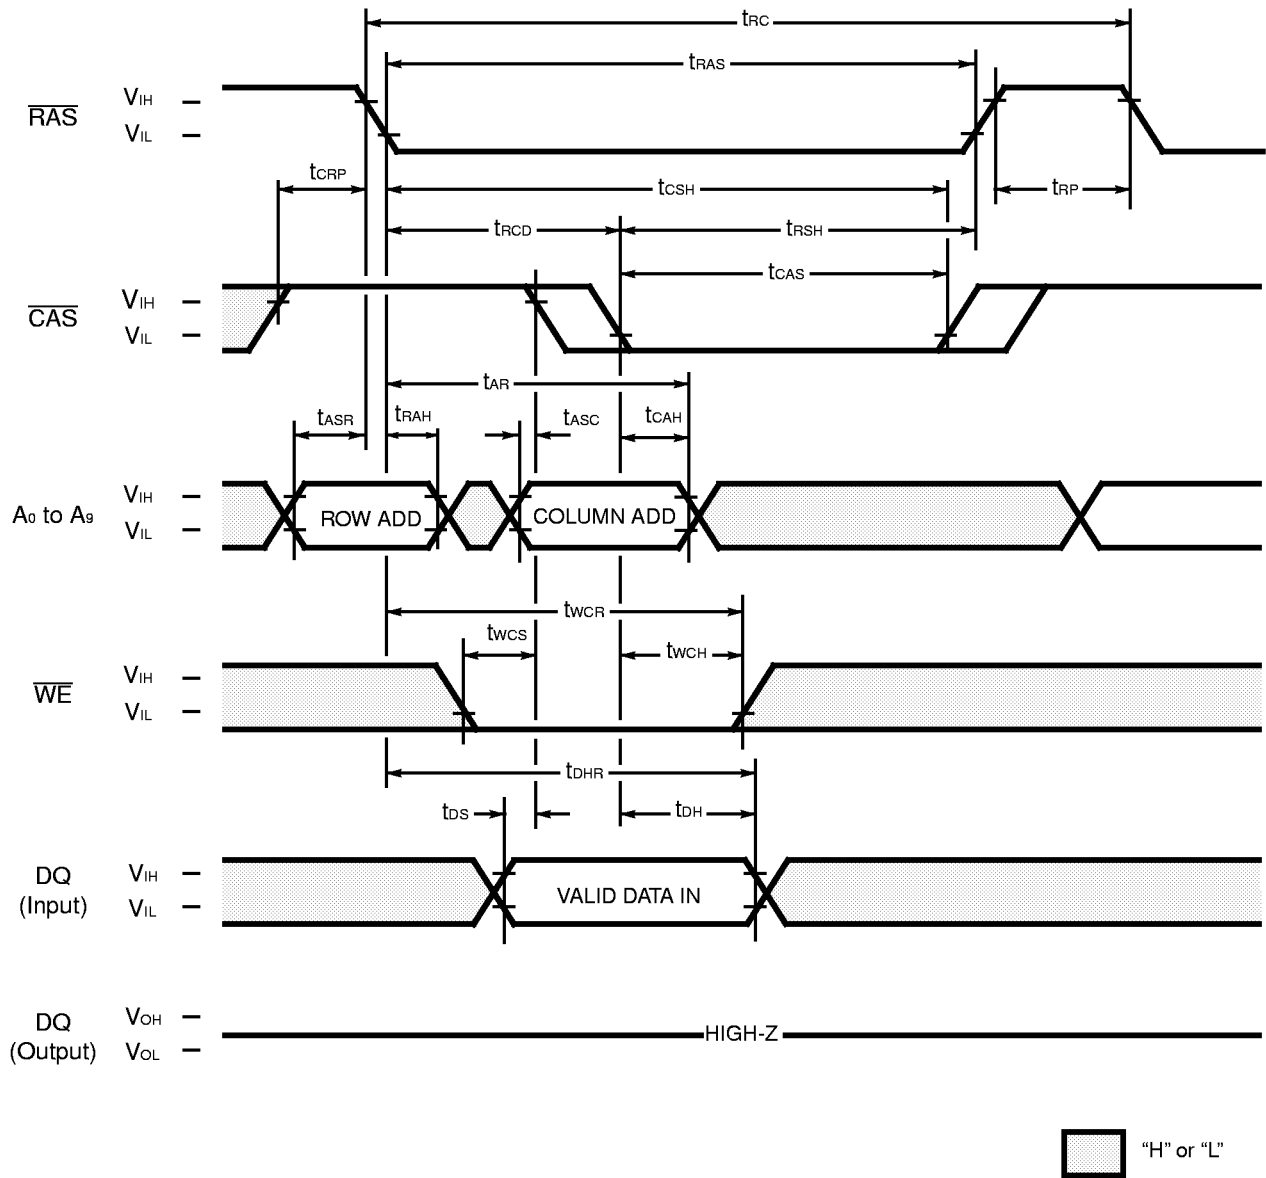 tRC
tRAS
RAS
VIH
VIL
tCRP
tCSH
tRP
tRCD
tRSH
tCAS
CAS
VIH
VIL
tAR
tASR
tRAH
tASC
tCAH
A0 to A9
VIH
VIL
ROW ADD
COLUMN ADD
tWCR
tWCS
tWCH
WE
VIH
VIL
tDHR
tDS
tDH
DQ
(Input)
VIH
VIL
VALID DATA IN
DQ
(Output)
VOH
VOL
HIGH-Z
“H” or “L”